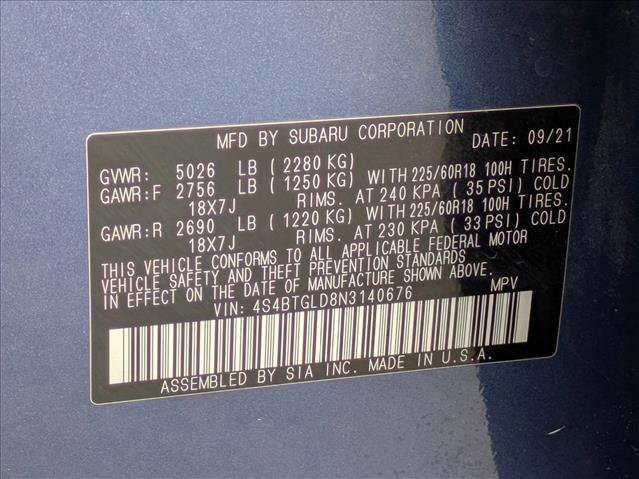 MFD BY SUBARU CORPORATION DATE: 09/21
GVWR: 5026 LB (2280 KG)
GAWR:F 2756 LB (1250 KG) WITH 225/60R18 100H TIRES.
18X7J RIMS. AT 240 KPA (35 PSI) COLD
GAWR:R 2690 LB (1220 KG) WITH 225/60R18 100H TIRES.
18X7J RIMS. AT 230 KPA (33 PSI) COLD
THIS VEHICLE CONFORMS TO ALL APPLICABLE FEDERAL MOTOR
VEHICLE SAFETY AND THEFT PREVENTION STANDARDS
IN EFFECT ON THE DATE OF MANUFACTURE SHOWN ABOVE.
VIN: 4S4BTGLD8N3140676 MPV
ASSEMBLED BY SIA INC. MADE IN U.S.A.